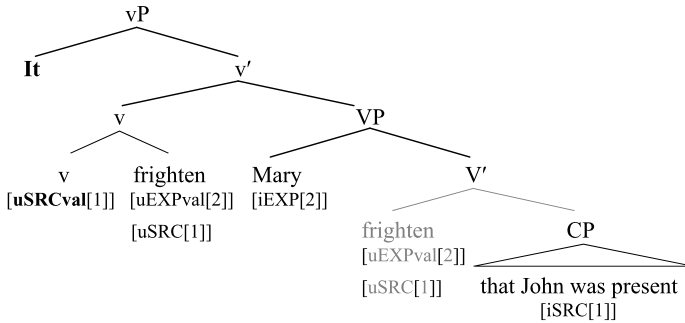 vP
It v′
v VP
v frighten Mary V′
[uSRCval[1]] [uEXPval[2]] [iEXP[2]]
[uSRC[1]]
frighten CP
[uEXPval[2]]
[uSRC[1]] that John was present
[iSRC[1]]